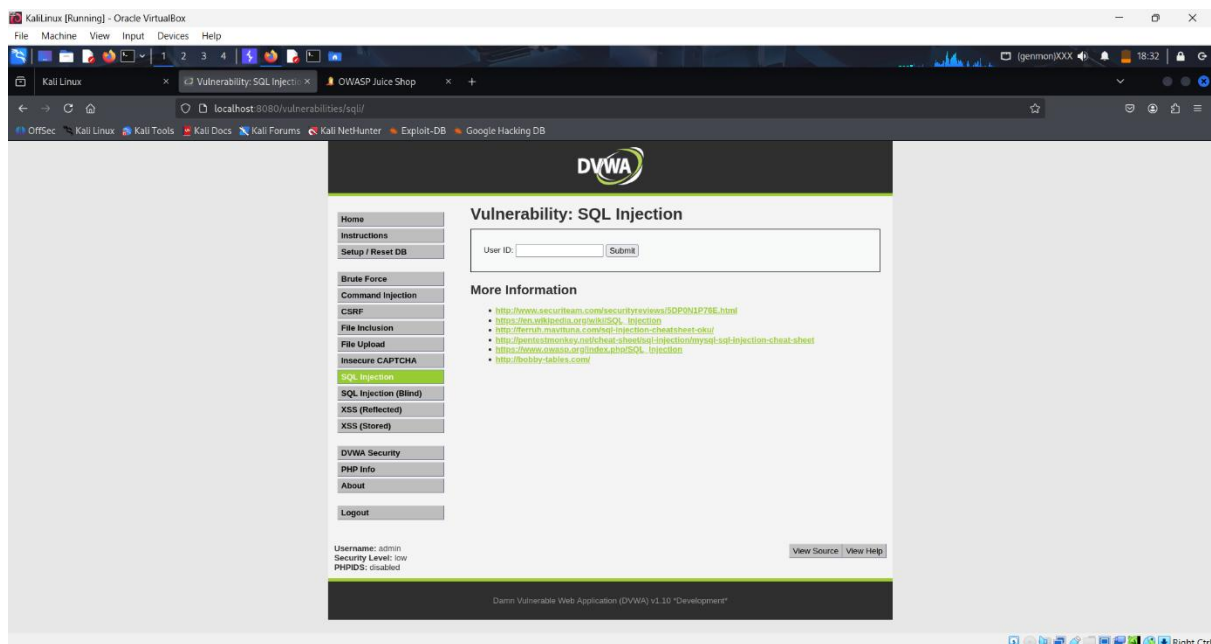 KaliLinux [Running] - Oracle VirtualBox
File Machine View Input Devices Help
1 2 3 4 (genmon)XXX 18:32
Kali Linux Vulnerability: SQL Injectio OWASP Juice Shop
localhost:8080/vulnerabilities/sqli/
OffSec Kali Linux Kali Tools Kali Docs Kali Forums Kali NetHunter Exploit-DB Google Hacking DB
DVWA
Home
Instructions
Setup / Reset DB
Brute Force
Command Injection
CSRF
File Inclusion
File Upload
Insecure CAPTCHA
SQL Injection
SQL Injection (Blind)
XSS (Reflected)
XSS (Stored)
DVWA Security
PHP Info
About
Logout
Vulnerability: SQL Injection
User ID: Submit
More Information
http://www.securiteam.com/securityreviews/5DP0N1P76E.html
https://en.wikipedia.org/wiki/SQL_injection
http://ferruh.mavituna.com/sql-injection-cheatsheet-oku/
http://pentestmonkey.net/cheat-sheet/sql-injection/mysql-sql-injection-cheat-sheet
https://www.owasp.org/index.php/SQL_Injection
http://bobby-tables.com/
Username: admin
Security Level: low
PHPIDS: disabled
View Source View Help
Damn Vulnerable Web Application (DVWA) v1.10 *Development*
Right Ctrl